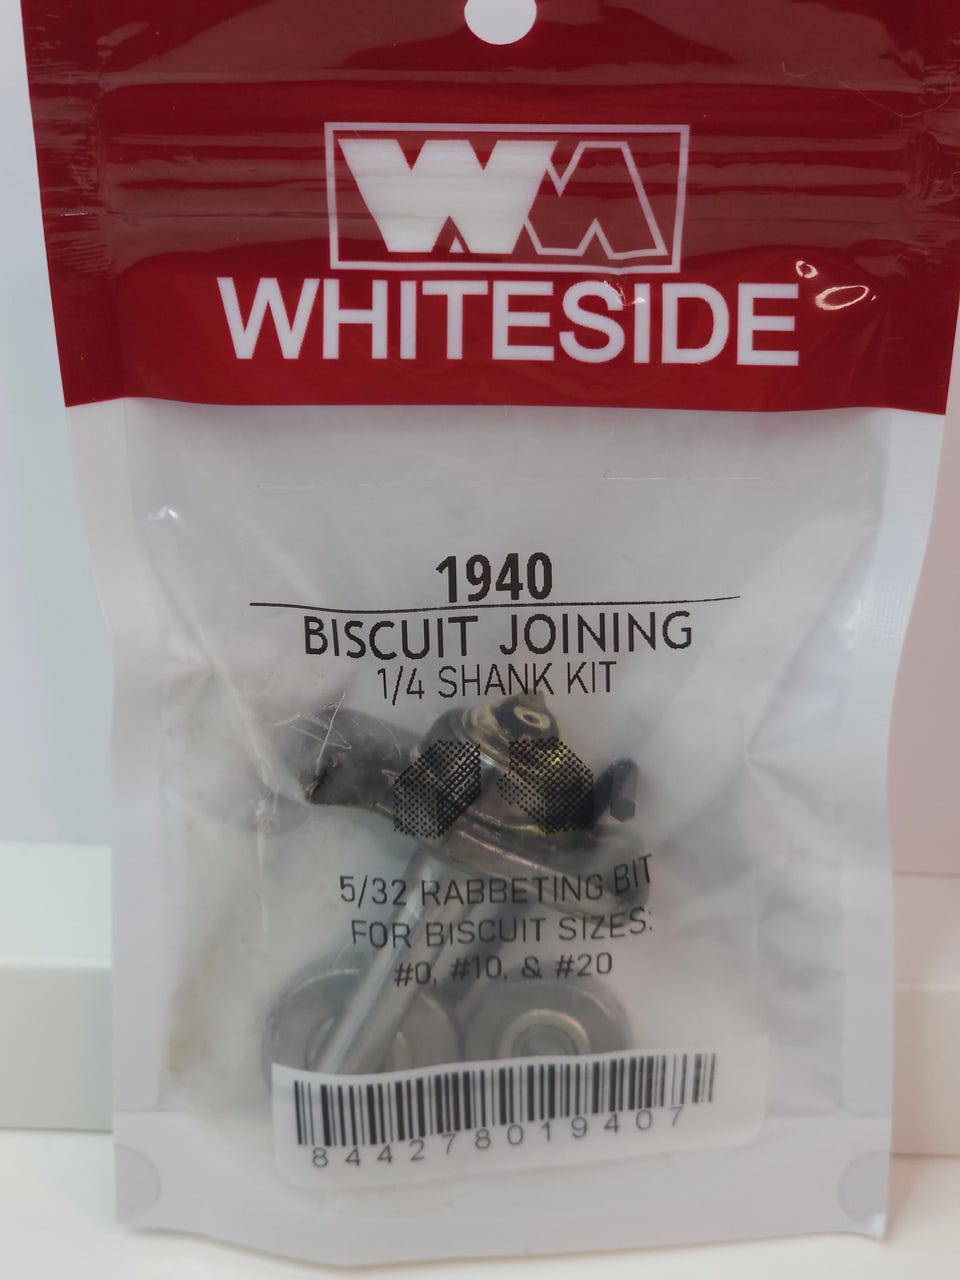 WM
WHITESIDE
1940
BISCUIT JOINING
1/4 SHANK KIT
5/32 RABBETING BIT
FOR BISCUIT SIZES:
#0, #10, & #20
844278019407